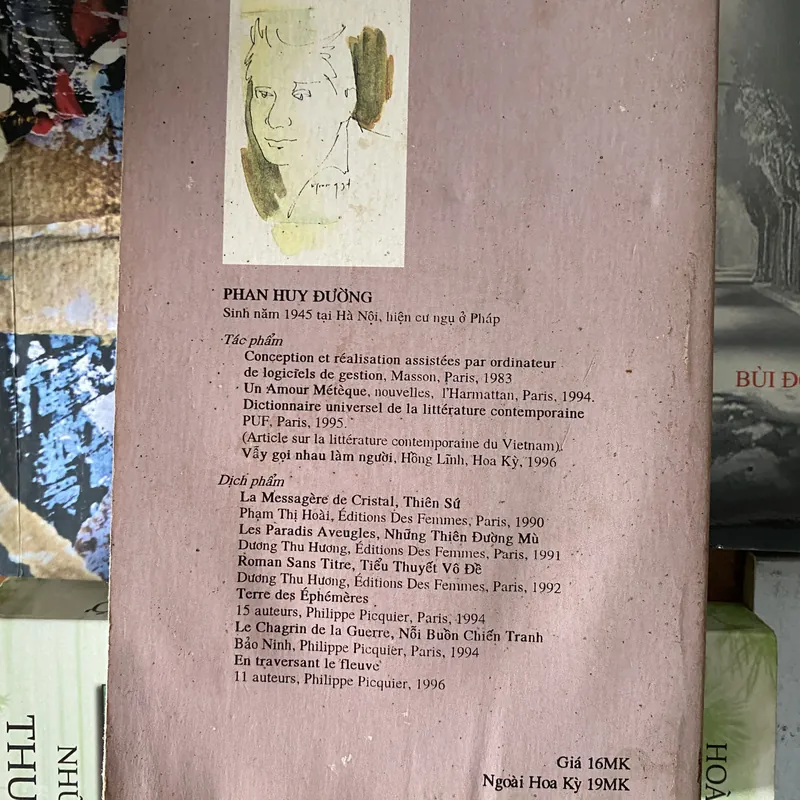 PHAN HUY ĐƯỜNG
Sinh năm 1945 tại Hà Nội, hiện cư ngụ ở Pháp
Tác phẩm
Conception et réalisation assistées par ordinateur
de logiciels de gestion, Masson, Paris, 1983
Un Amour Métèque, nouvelles, l'Harmattan, Paris, 1994.
Dictionnaire universel de la littérature contemporaine
PUF, Paris, 1995.
(Article sur la littérature contemporaine du Vietnam).
Vẫy gọi nhau làm người, Hồng Lĩnh, Hoa Kỳ, 1996
Dịch phẩm
La Messagère de Cristal, Thiên Sứ
Phạm Thị Hoài, Éditions Des Femmes, Paris, 1990
Les Paradis Aveugles, Những Thiên Đường Mù
Dương Thu Hương, Éditions Des Femmes, Paris, 1991
Roman Sans Titre, Tiểu Thuyết Vô Đề
Dương Thu Hương, Éditions Des Femmes, Paris, 1992
Terre des Éphémères
15 auteurs, Philippe Picquier, Paris, 1994
Le Chagrin de la Guerre, Nỗi Buồn Chiến Tranh
Bảo Ninh, Philippe Picquier, Paris, 1994
En traversant le fleuve
11 auteurs, Philippe Picquier, 1996
Giá 16MK
Ngoài Hoa Kỳ 19MK
BÙI
NHỮ
THU
HOÀ